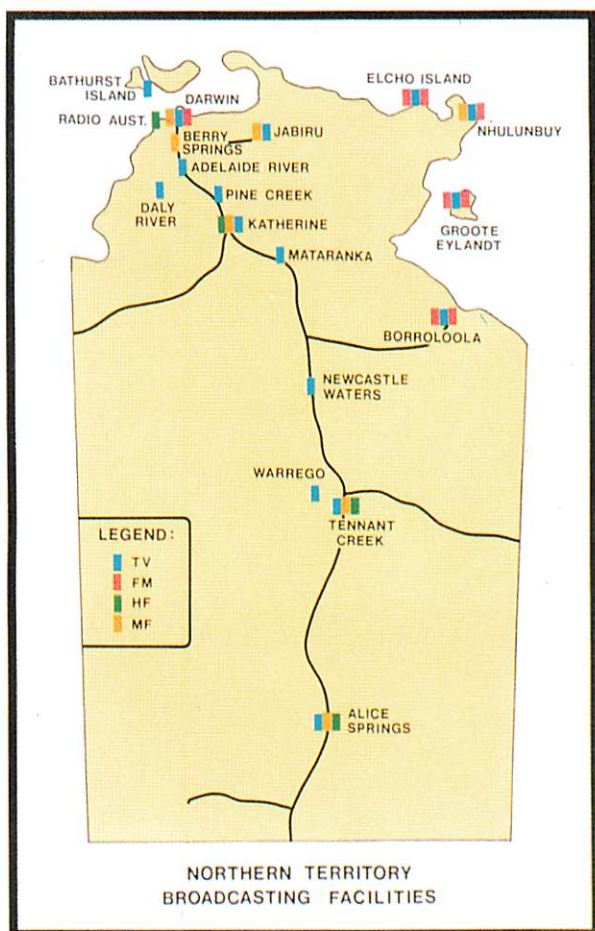 BATHURST
ISLAND
DARWIN
ELCHO ISLAND
RADIO AUST.
BERRY
SPRINGS
JABIRU
NHULUNBUY
ADELAIDE RIVER
DALY
RIVER
PINE CREEK
KATHERINE
GROOTE
EYLANDT
MATARANKA
BORROLOOLA
NEWCASTLE
WATERS
WARREGO
TENNANT
CREEK
LEGEND:
TV
FM
HF
MF
ALICE
SPRINGS
NORTHERN TERRITORY
BROADCASTING FACILITIES